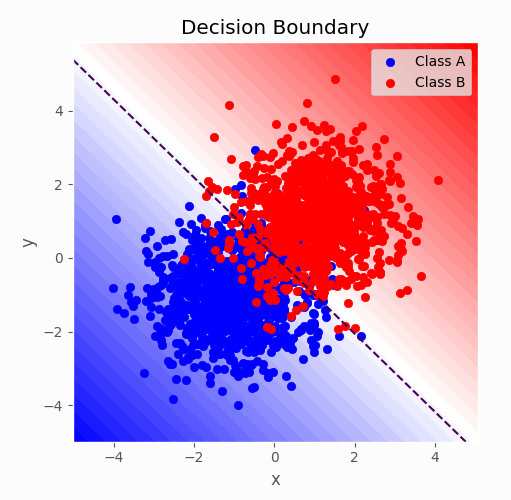 Decision Boundary
Class A
Class B
4
2
0
−2
−4
y
−4 −2 0 2 4
x